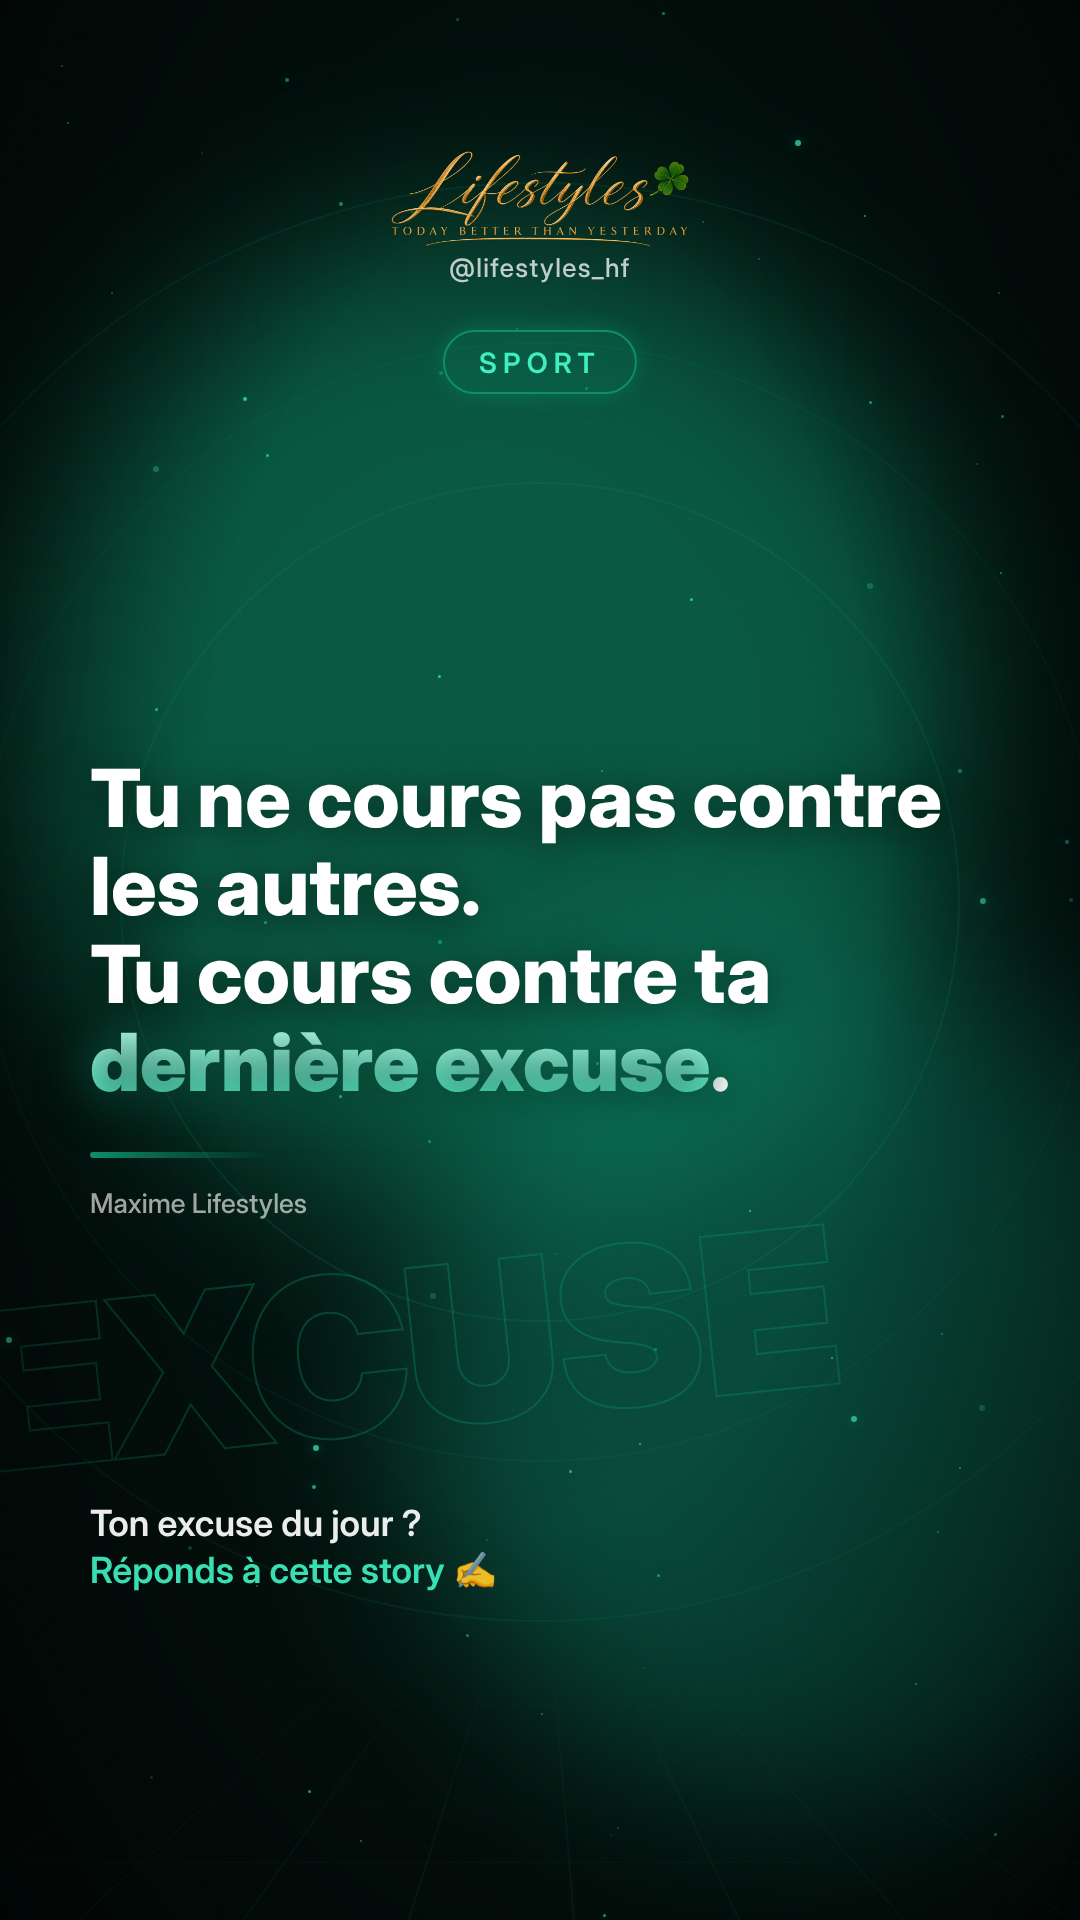 Lifestyles
TODAY BETTER THAN YESTERDAY
@lifestyles_hf
SPORT
Tu ne cours pas contre
les autres.
Tu cours contre ta
dernière excuse.
Maxime Lifestyles
EXCUSE
Ton excuse du jour ?
Réponds à cette story ✍️